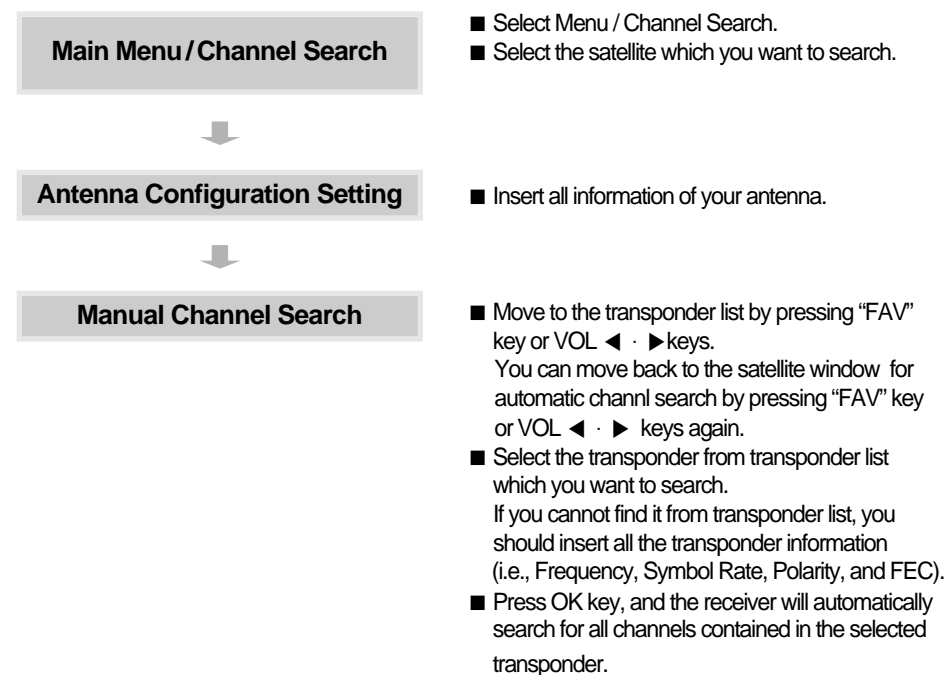 Main Menu / Channel Search
■ Select Menu / Channel Search.
■ Select the satellite which you want to search.
Antenna Configuration Setting
■ Insert all information of your antenna.
Manual Channel Search
■ Move to the transponder list by pressing “FAV”
key or VOL ◀ · ▶keys.
You can move back to the satellite window for
automatic channl search by pressing “FAV” key
or VOL ◀ · ▶ keys again.
■ Select the transponder from transponder list
which you want to search.
If you cannot find it from transponder list, you
should insert all the transponder information
(i.e., Frequency, Symbol Rate, Polarity, and FEC).
■ Press OK key, and the receiver will automatically
search for all channels contained in the selected
transponder.